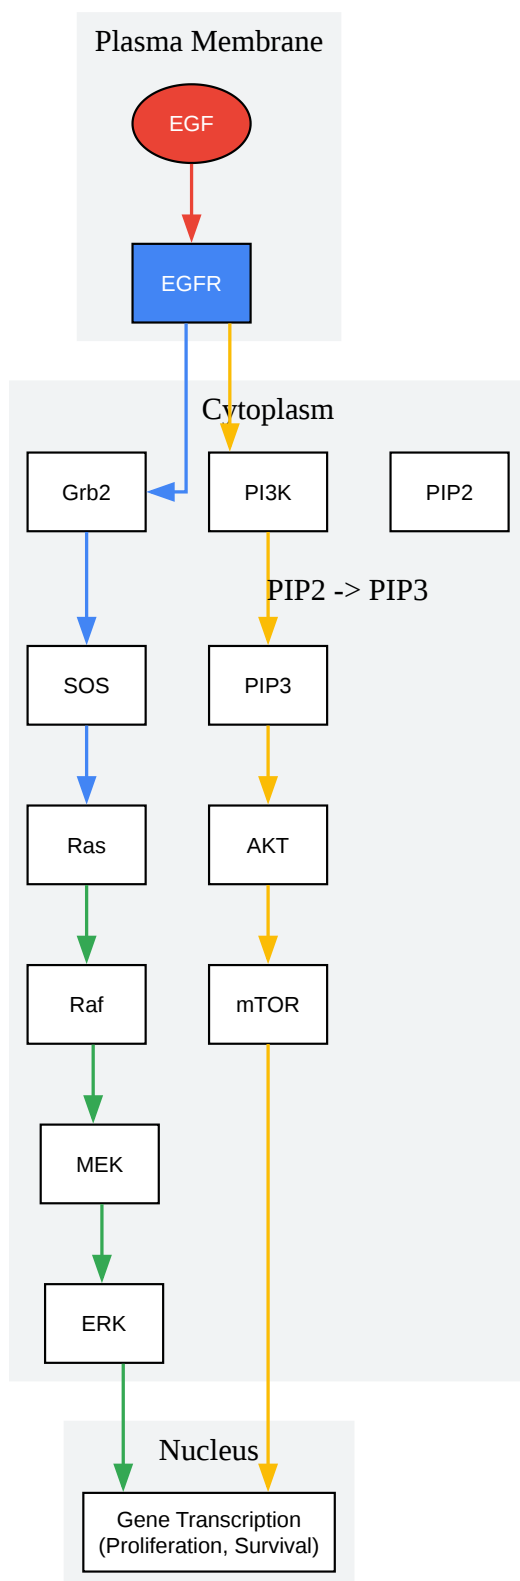 Plasma Membrane
EGF
EGFR
Cytoplasm
Grb2
PI3K
PIP2
PIP2 -> PIP3
SOS
PIP3
Ras
AKT
Raf
mTOR
MEK
ERK
Nucleus
Gene Transcription
(Proliferation, Survival)